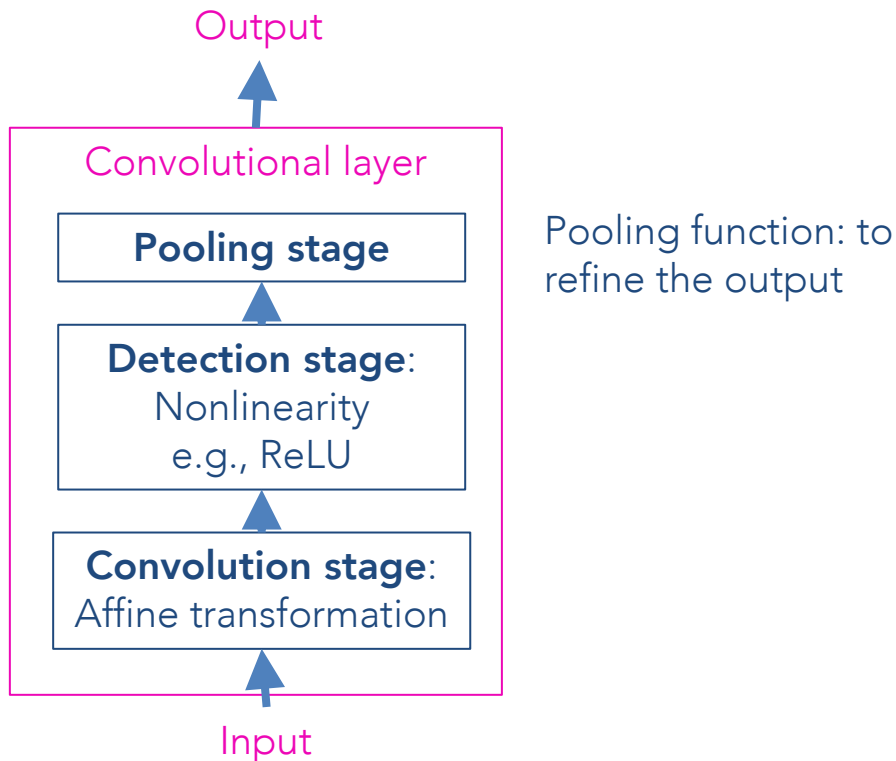 Output
Convolutional layer
Pooling stage
Pooling function: to
refine the output
Detection stage:
Nonlinearity
e.g., ReLU
Convolution stage:
Affine transformation
Input